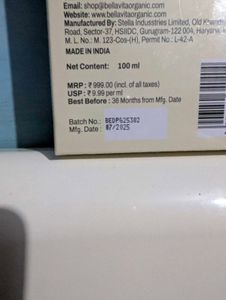 Email : shop@bellavitaorganic.com
www.bellavitaorganic.com
Manufactured By: Stella Industries Limited, Old Khandsa
Road, Sector-37, HSIIDC, Gurugram-122 004, Haryana,
M. L. No.: M. 123-Cos-(H), Permit No.: L-42-A
MADE IN INDIA
Net Content: 100 ml
MRP : ₹ 999.00 (incl. of all taxes)
USP : ₹ 9.99 per ml
Best Before : 36 Months from Mfg. Date
Batch No.: BEDPG25302
Mfg. Date : 07/2025